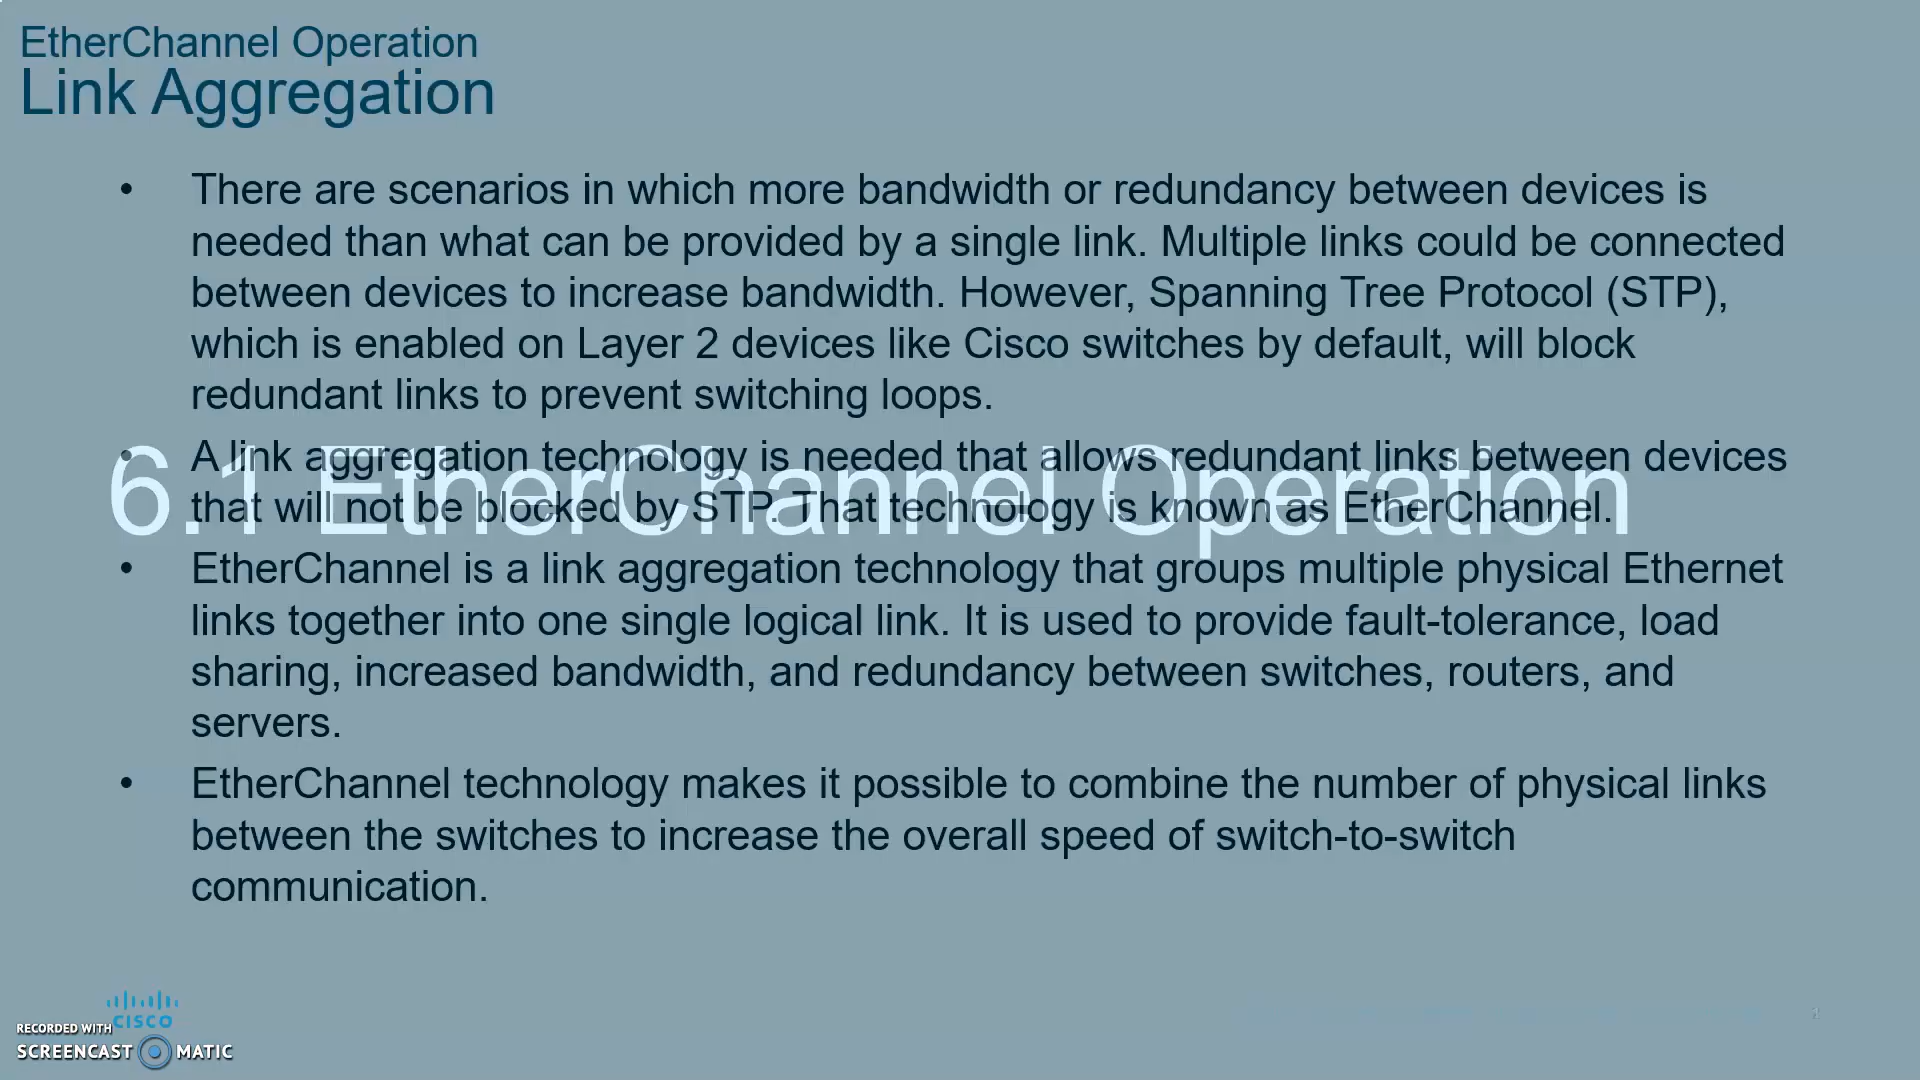 EtherChannel Operation
Link Aggregation
• There are scenarios in which more bandwidth or redundancy between devices is
needed than what can be provided by a single link. Multiple links could be connected
between devices to increase bandwidth. However, Spanning Tree Protocol (STP),
which is enabled on Layer 2 devices like Cisco switches by default, will block
redundant links to prevent switching loops.
• A link aggregation technology is needed that allows redundant links between devices
that will not be blocked by STP. That technology is known as EtherChannel.
6.1 EtherChannel Operation
• EtherChannel is a link aggregation technology that groups multiple physical Ethernet
links together into one single logical link. It is used to provide fault-tolerance, load
sharing, increased bandwidth, and redundancy between switches, routers, and
servers.
• EtherChannel technology makes it possible to combine the number of physical links
between the switches to increase the overall speed of switch-to-switch
communication.
CISCO
RECORDED WITH
SCREENCAST MATIC